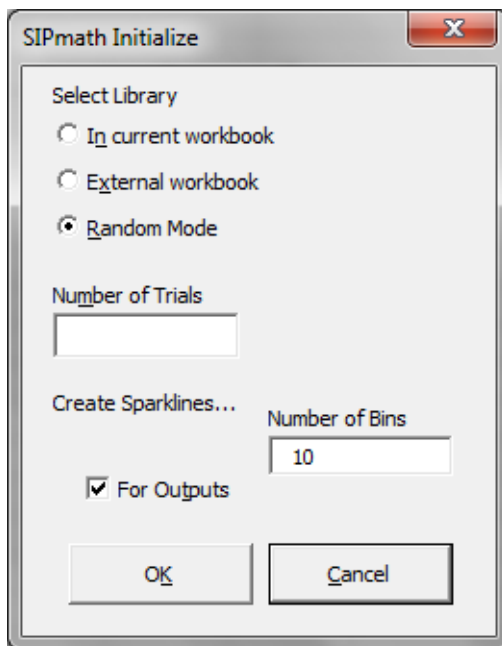 SIPmath Initialize
Select Library
In current workbook
External workbook
Random Mode
Number of Trials
Create Sparklines...
Number of Bins
10
For Outputs
OK
Cancel